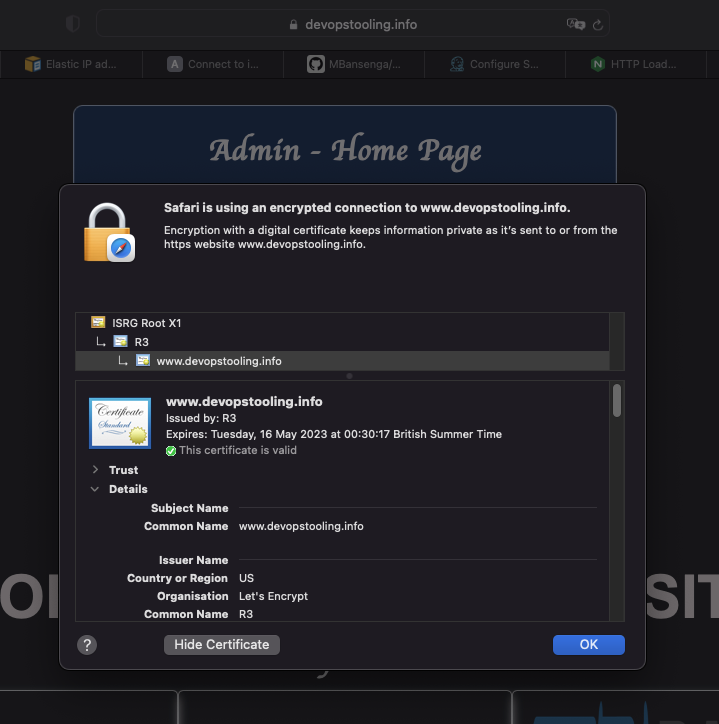 devopstooling.info
Elastic IP ad...
A Connect to i...
MBansenga/...
Configure S...
N HTTP Load...
Admin - Home Page
Safari is using an encrypted connection to www.devopstooling.info.
Encryption with a digital certificate keeps information private as it's sent to or from the
https website www.devopstooling.info.
ISRG Root X1
R3
www.devopstooling.info
Certificate
Standard
www.devopstooling.info
Issued by: R3
Expires: Tuesday, 16 May 2023 at 00:30:17 British Summer Time
This certificate is valid
Trust
Details
Subject Name
Common Name www.devopstooling.info
Issuer Name
Country or Region US
Organisation Let's Encrypt
Common Name R3
SIT
? Hide Certificate OK